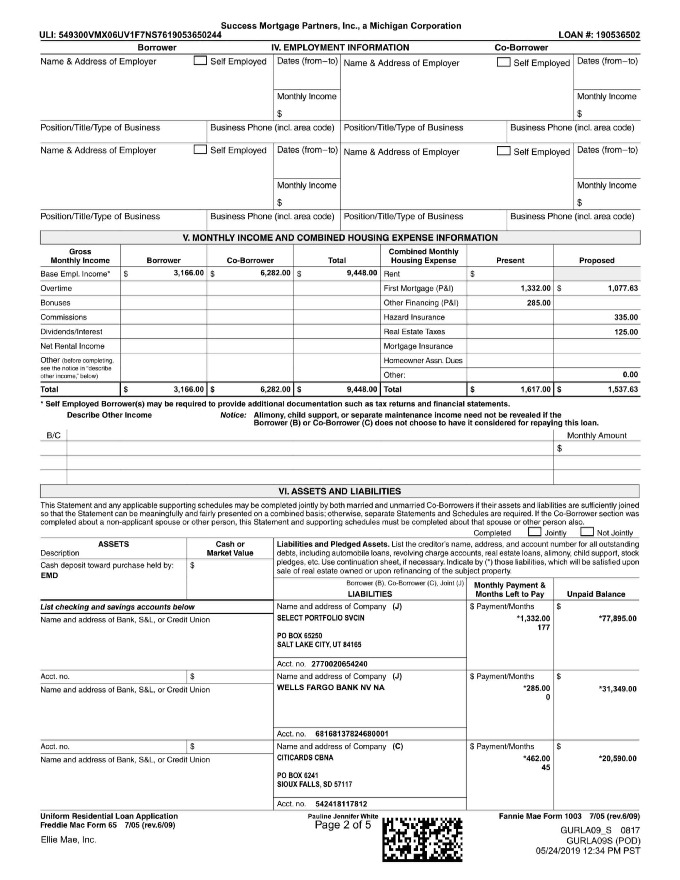 Success Mortgage Partners, Inc., a Michigan Corporation
ULI: 549300VMX06UV1F7NS7619053650244 LOAN #: 190536502
Borrower IV. EMPLOYMENT INFORMATION Co-Borrower
Name & Address of Employer Self Employed Dates (from–to) Name & Address of Employer Self Employed Dates (from–to)
Monthly Income Monthly Income
$ $
Position/Title/Type of Business Business Phone (incl. area code) Position/Title/Type of Business Business Phone (incl. area code)
Name & Address of Employer Self Employed Dates (from–to) Name & Address of Employer Self Employed Dates (from–to)
Monthly Income Monthly Income
$ $
Position/Title/Type of Business Business Phone (incl. area code) Position/Title/Type of Business Business Phone (incl. area code)
V. MONTHLY INCOME AND COMBINED HOUSING EXPENSE INFORMATION
Gross Monthly Income Borrower Co-Borrower Total Combined Monthly Housing Expense Present Proposed
Base Empl. Income* $ 3,166.00 $ 6,282.00 $ 9,448.00 Rent $
Overtime First Mortgage (P&I) 1,332.00 $ 1,077.63
Bonuses Other Financing (P&I) 285.00
Commissions Hazard Insurance 335.00
Dividends/Interest Real Estate Taxes 125.00
Net Rental Income Mortgage Insurance
Other (before completing, see the notice in "describe other income," below) Homeowner Assn. Dues
Other: 0.00
Total $ 3,166.00 $ 6,282.00 $ 9,448.00 Total $ 1,617.00 $ 1,537.63
* Self Employed Borrower(s) may be required to provide additional documentation such as tax returns and financial statements.
Describe Other Income Notice: Alimony, child support, or separate maintenance income need not be revealed if the
Borrower (B) or Co-Borrower (C) does not choose to have it considered for repaying this loan.
B/C Monthly Amount
$
VI. ASSETS AND LIABILITIES
This Statement and any applicable supporting schedules may be completed jointly by both married and unmarried Co-Borrowers if their assets and liabilities are sufficiently joined
so that the Statement can be meaningfully and fairly presented on a combined basis; otherwise, separate Statements and Schedules are required. If the Co-Borrower section was
completed about a non-applicant spouse or other person, this Statement and supporting schedules must be completed about that spouse or other person also.
Completed Jointly Not Jointly
ASSETS
Description
Cash or Market Value
Cash deposit toward purchase held by: $
EMD
Liabilities and Pledged Assets. List the creditor's name, address, and account number for all outstanding
debts, including automobile loans, revolving charge accounts, real estate loans, alimony, child support, stock
pledges, etc. Use continuation sheet, if necessary. Indicate by (*) those liabilities, which will be satisfied upon
sale of real estate owned or upon refinancing of the subject property.
Borrower (B), Co-Borrower (C), Joint (J)
LIABILITIES Monthly Payment & Months Left to Pay Unpaid Balance
List checking and savings accounts below Name and address of Company (J) $ Payment/Months $
Name and address of Bank, S&L, or Credit Union SELECT PORTFOLIO SVCIN *1,332.00 *77,895.00
177
PO BOX 65250
SALT LAKE CITY, UT 84165
Acct. no. 2770020654240
Acct. no. $ Name and address of Company (J) $ Payment/Months $
Name and address of Bank, S&L, or Credit Union WELLS FARGO BANK NV NA *285.00 *31,349.00
0
Acct. no. 68168137824680001
Acct. no. $ Name and address of Company (C) $ Payment/Months $
Name and address of Bank, S&L, or Credit Union CITICARDS CBNA *462.00 *20,590.00
45
PO BOX 6241
SIOUX FALLS, SD 57117
Acct. no. 542418117812
Uniform Residential Loan Application Pauline Jennifer White Fannie Mae Form 1003 7/05 (rev.6/09)
Freddie Mac Form 65 7/05 (rev.6/09) Page 2 of 5
GURLA09_S 0817
Ellie Mae, Inc. GURLA09S (POD)
05/24/2019 12:34 PM PST